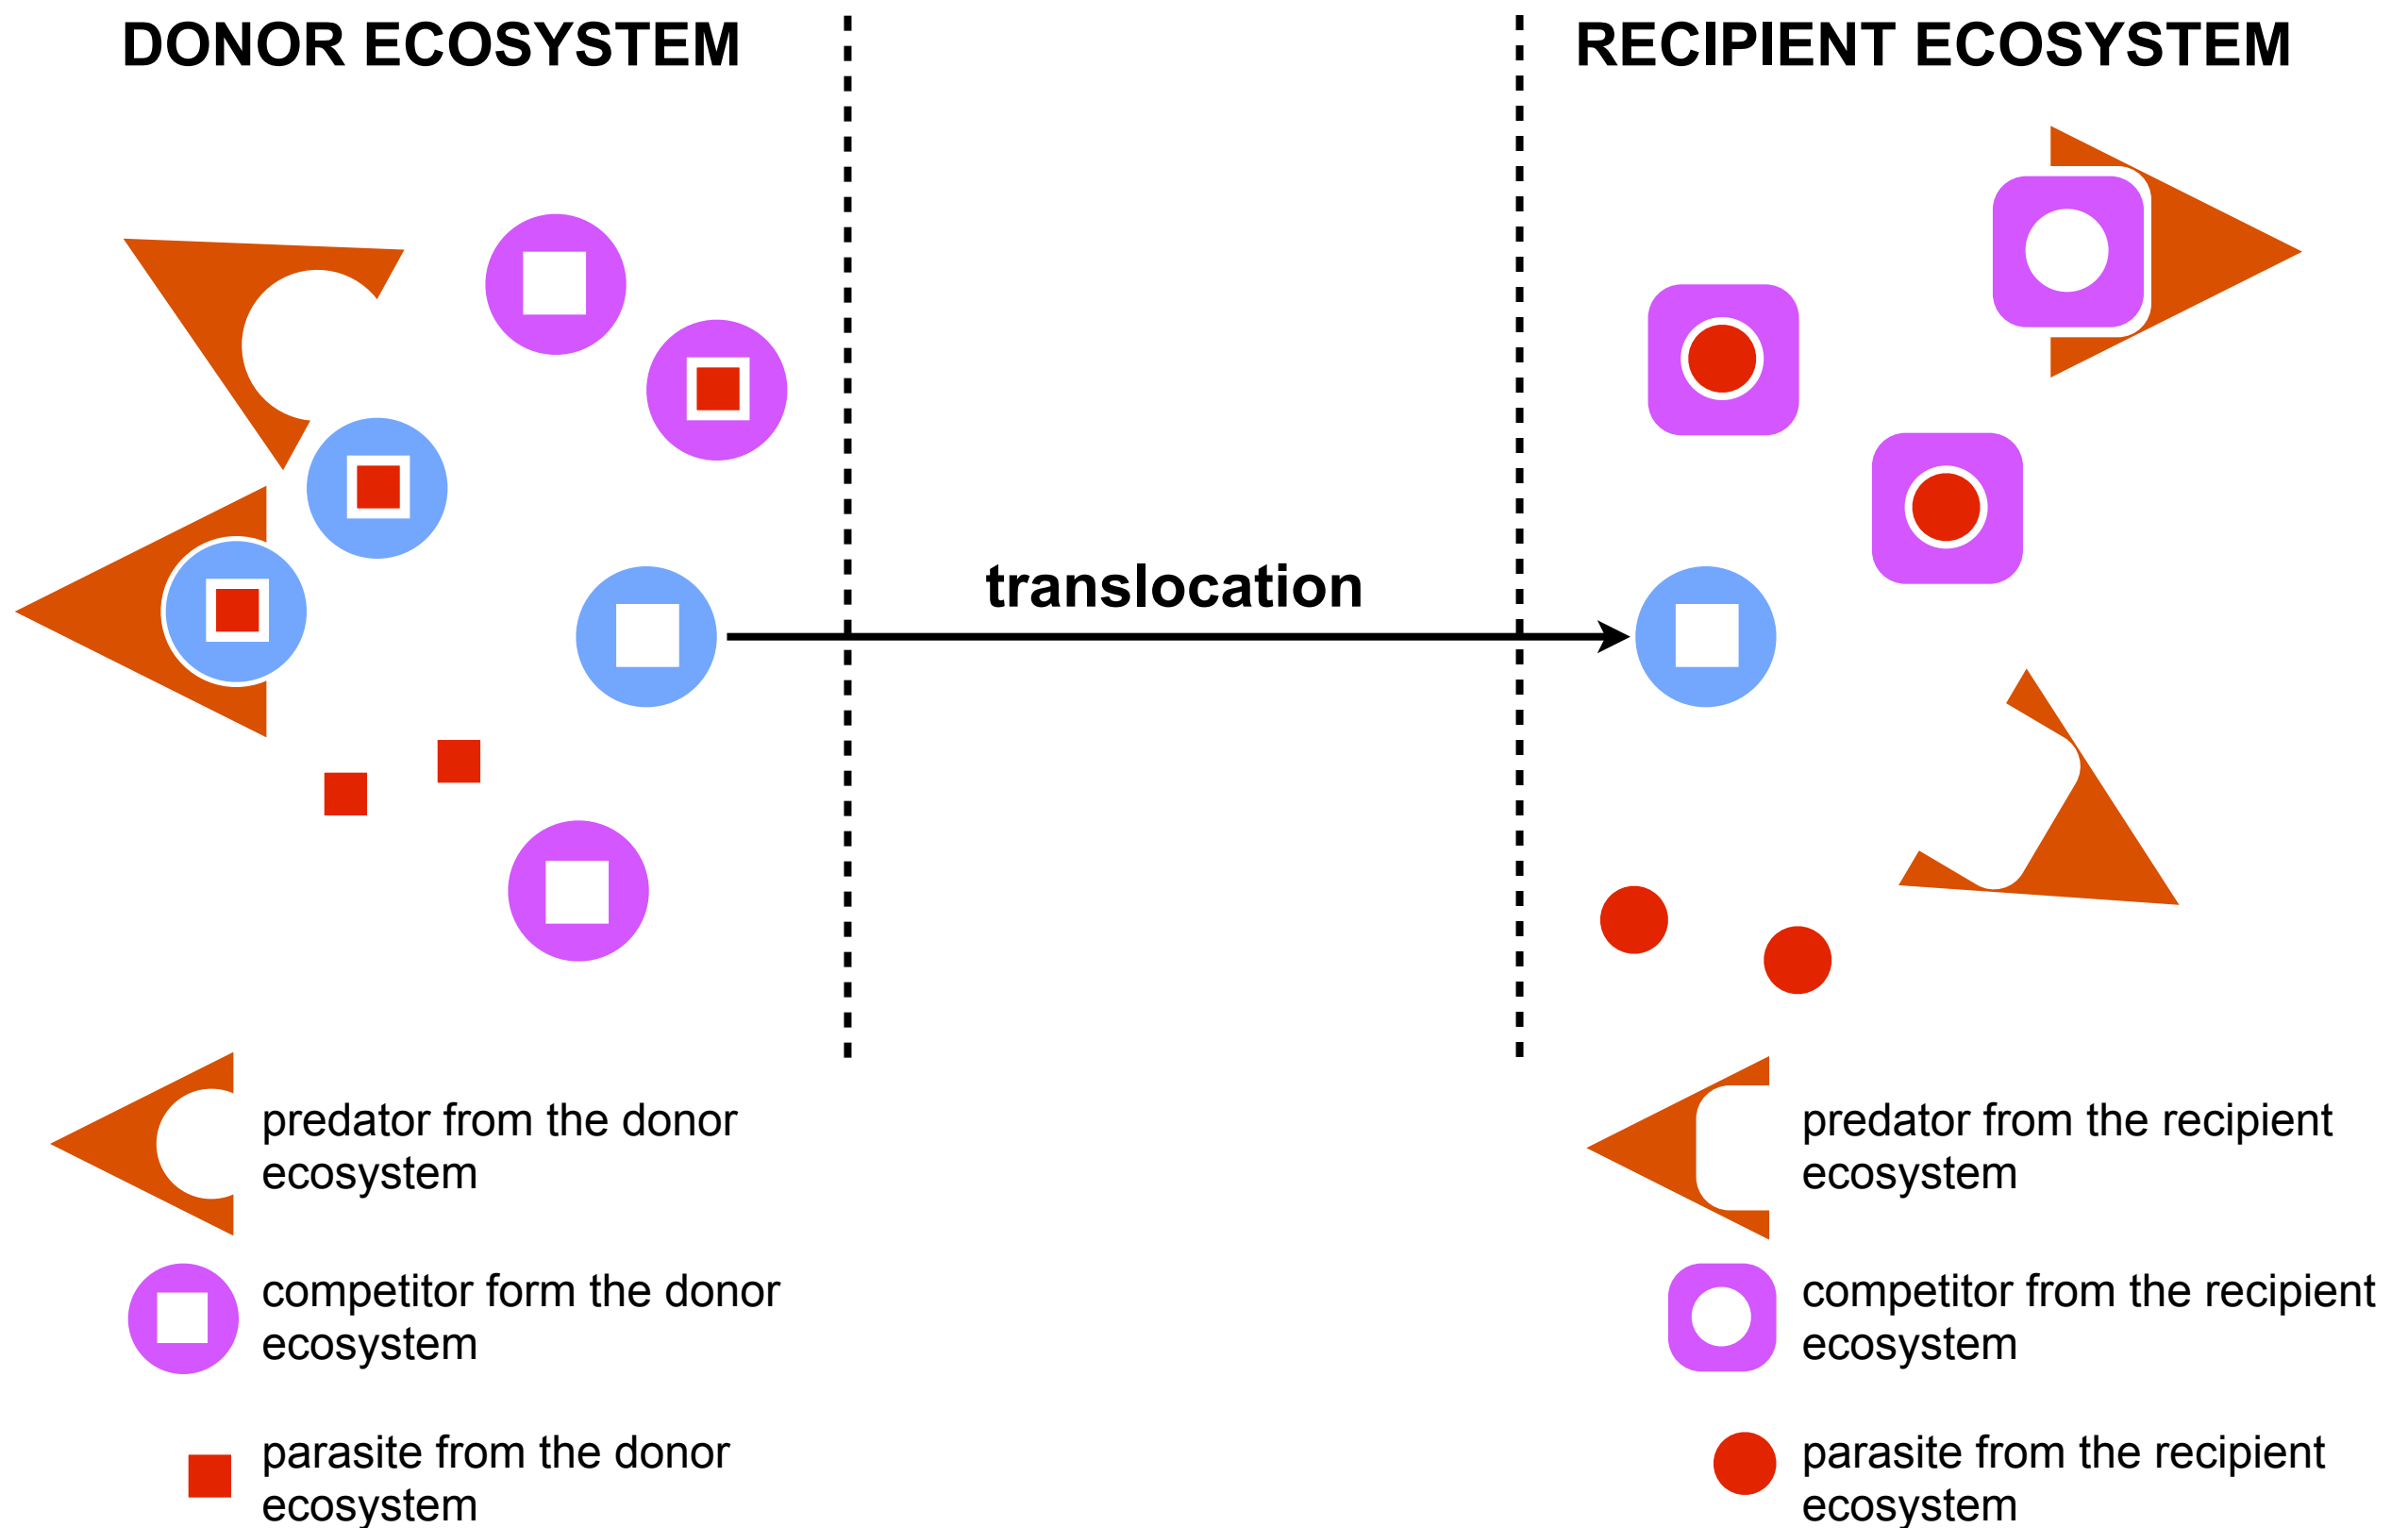 DONOR ECOSYSTEM
RECIPIENT ECOSYSTEM
translocation
predator from the donor
ecosystem
competitor form the donor
ecosystem
parasite from the donor
ecosystem
predator from the recipient
ecosystem
competitor from the recipient
ecosystem
parasite from the recipient
ecosystem